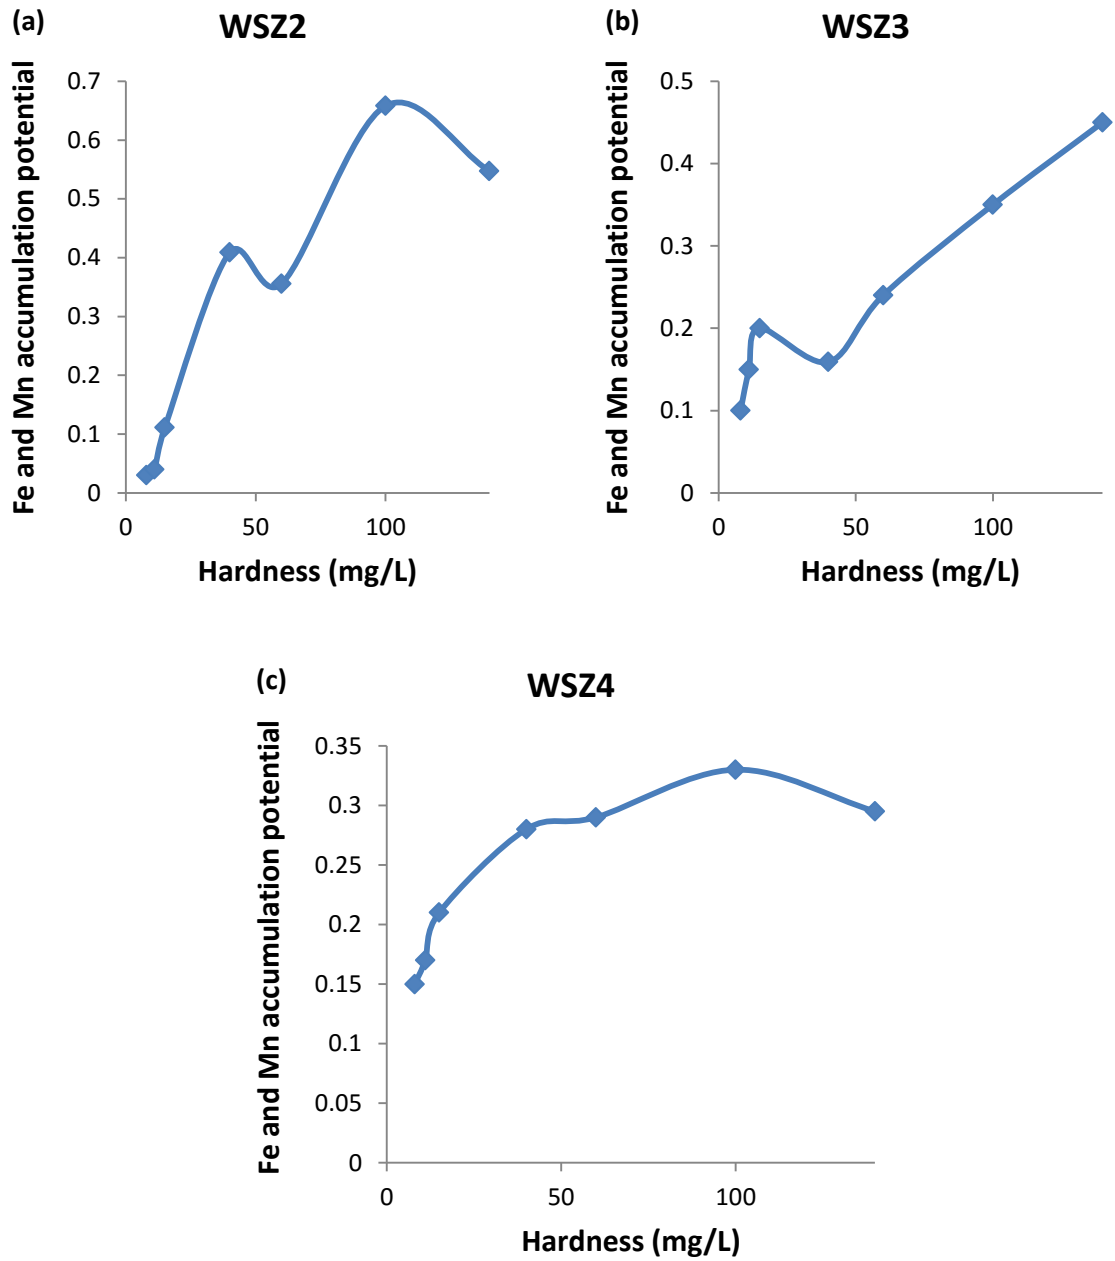 (a)
WSZ2
Fe and Mn accumulation potential
0.7
0.6
0.5
0.4
0.3
0.2
0.1
0
0 50 100
Hardness (mg/L)
(b)
WSZ3
Fe and Mn accumulation potential
0.5
0.4
0.3
0.2
0.1
0
0 50 100
Hardness (mg/L)
(c)
WSZ4
Fe and Mn accumulation potential
0.35
0.3
0.25
0.2
0.15
0.1
0.05
0
0 50 100
Hardness (mg/L)